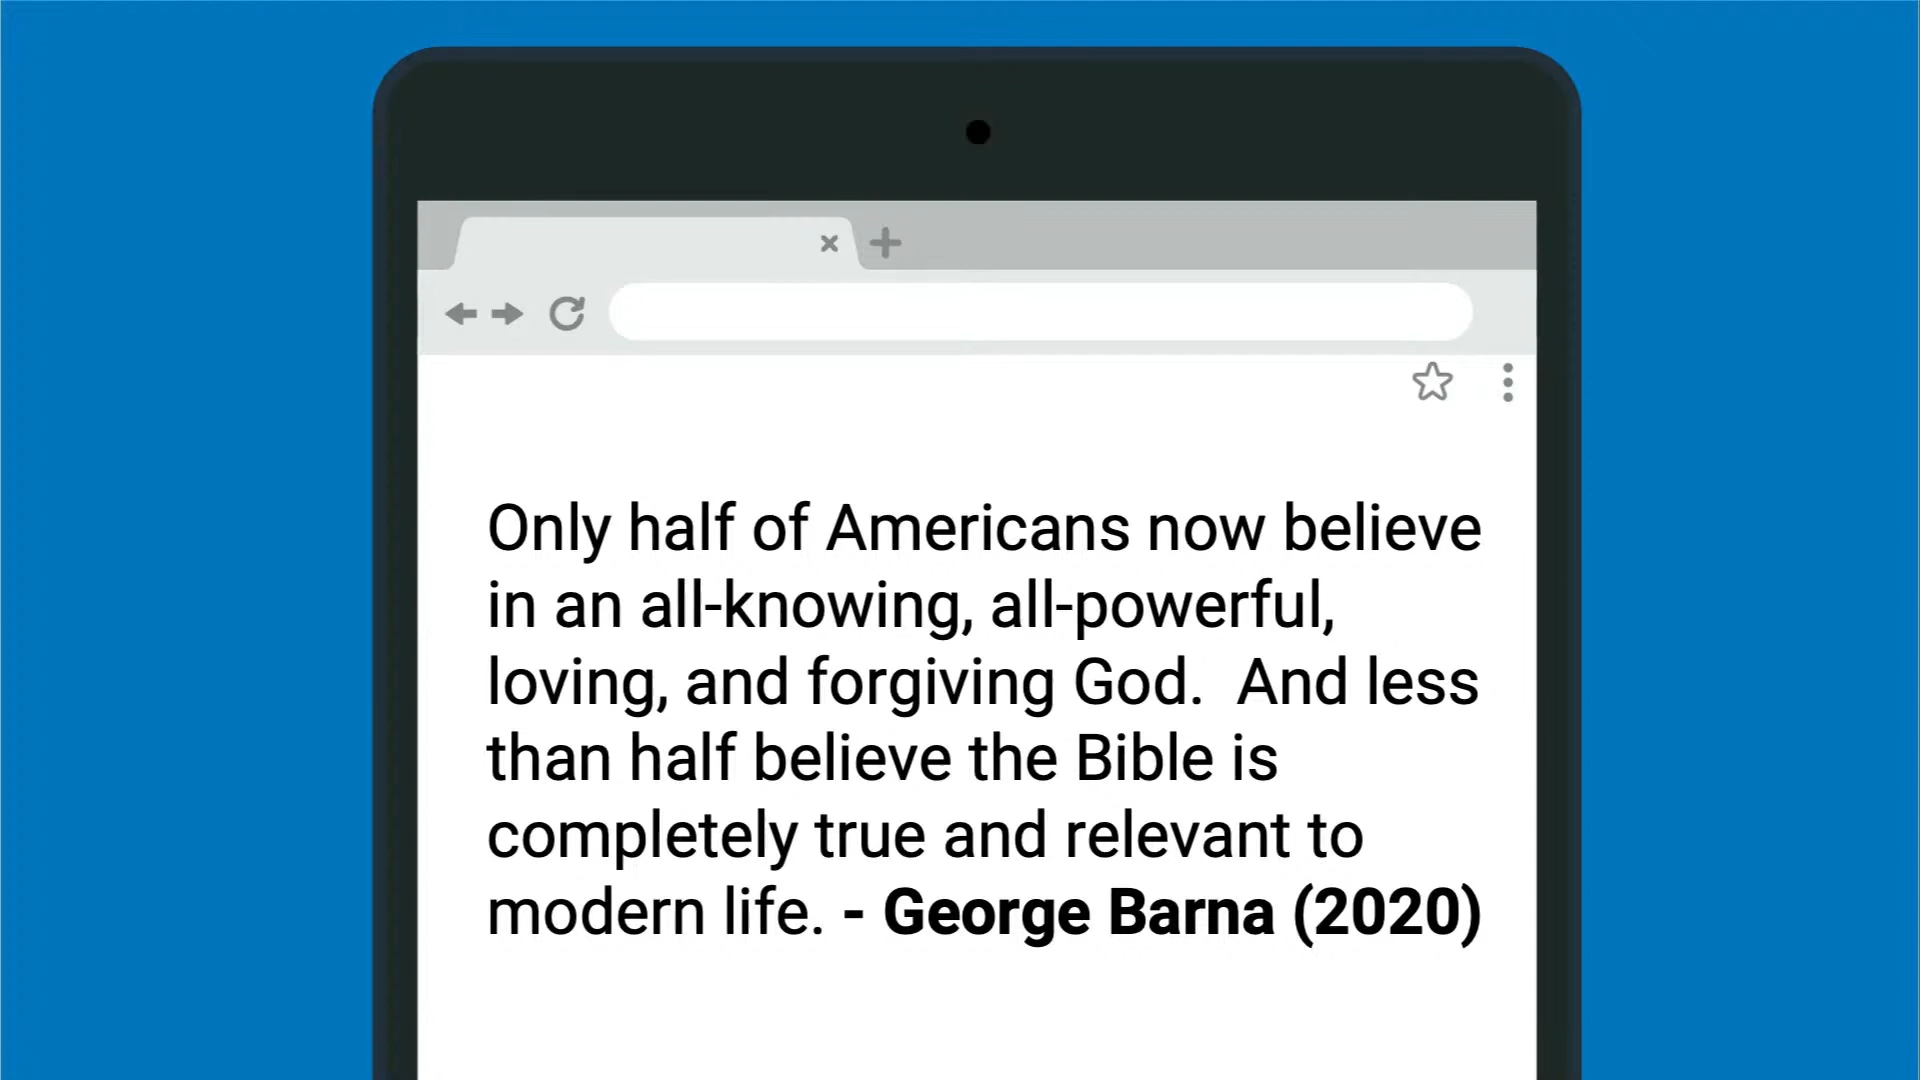 Only half of Americans now believe
in an all-knowing, all-powerful,
loving, and forgiving God.  And less
than half believe the Bible is
completely true and relevant to
modern life. - George Barna (2020)